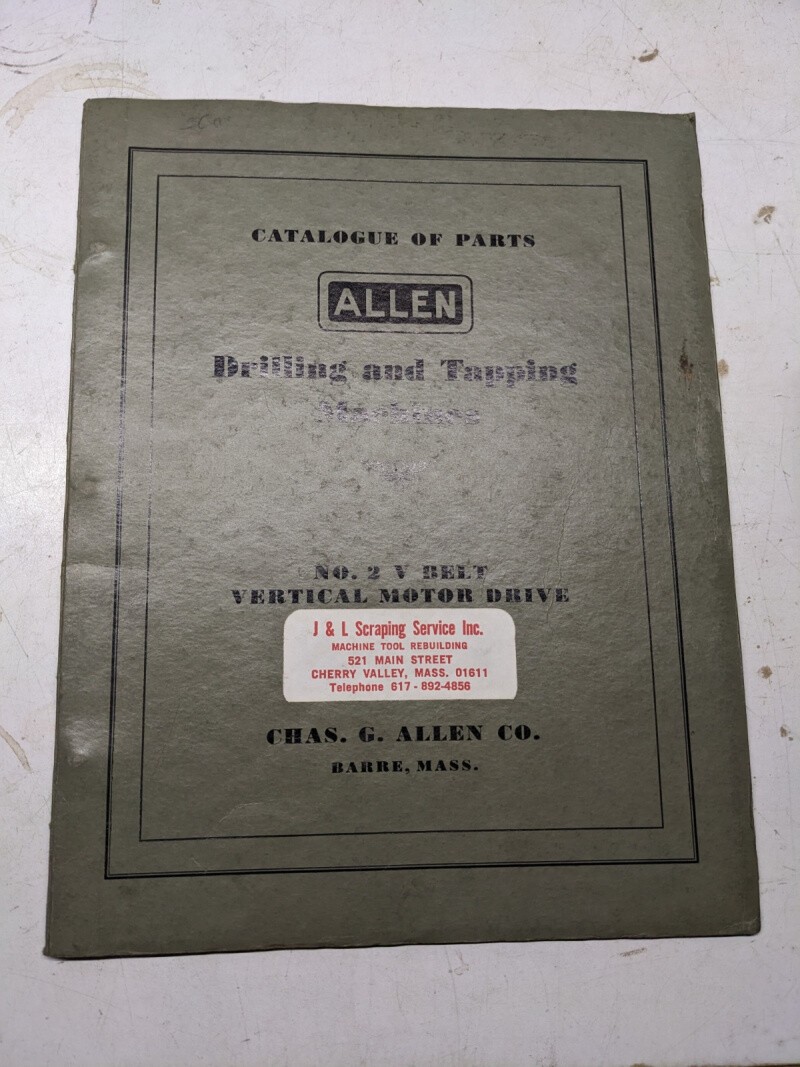 CATALOGUE OF PARTS
ALLEN
Drilling and Tapping
Machines
NO. 2 V BELT
VERTICAL MOTOR DRIVE
J & L Scraping Service Inc.
MACHINE TOOL REBUILDING
521 MAIN STREET
CHERRY VALLEY, MASS. 01611
Telephone 617-892-4856
CHAS. G. ALLEN CO.
BARRE, MASS.